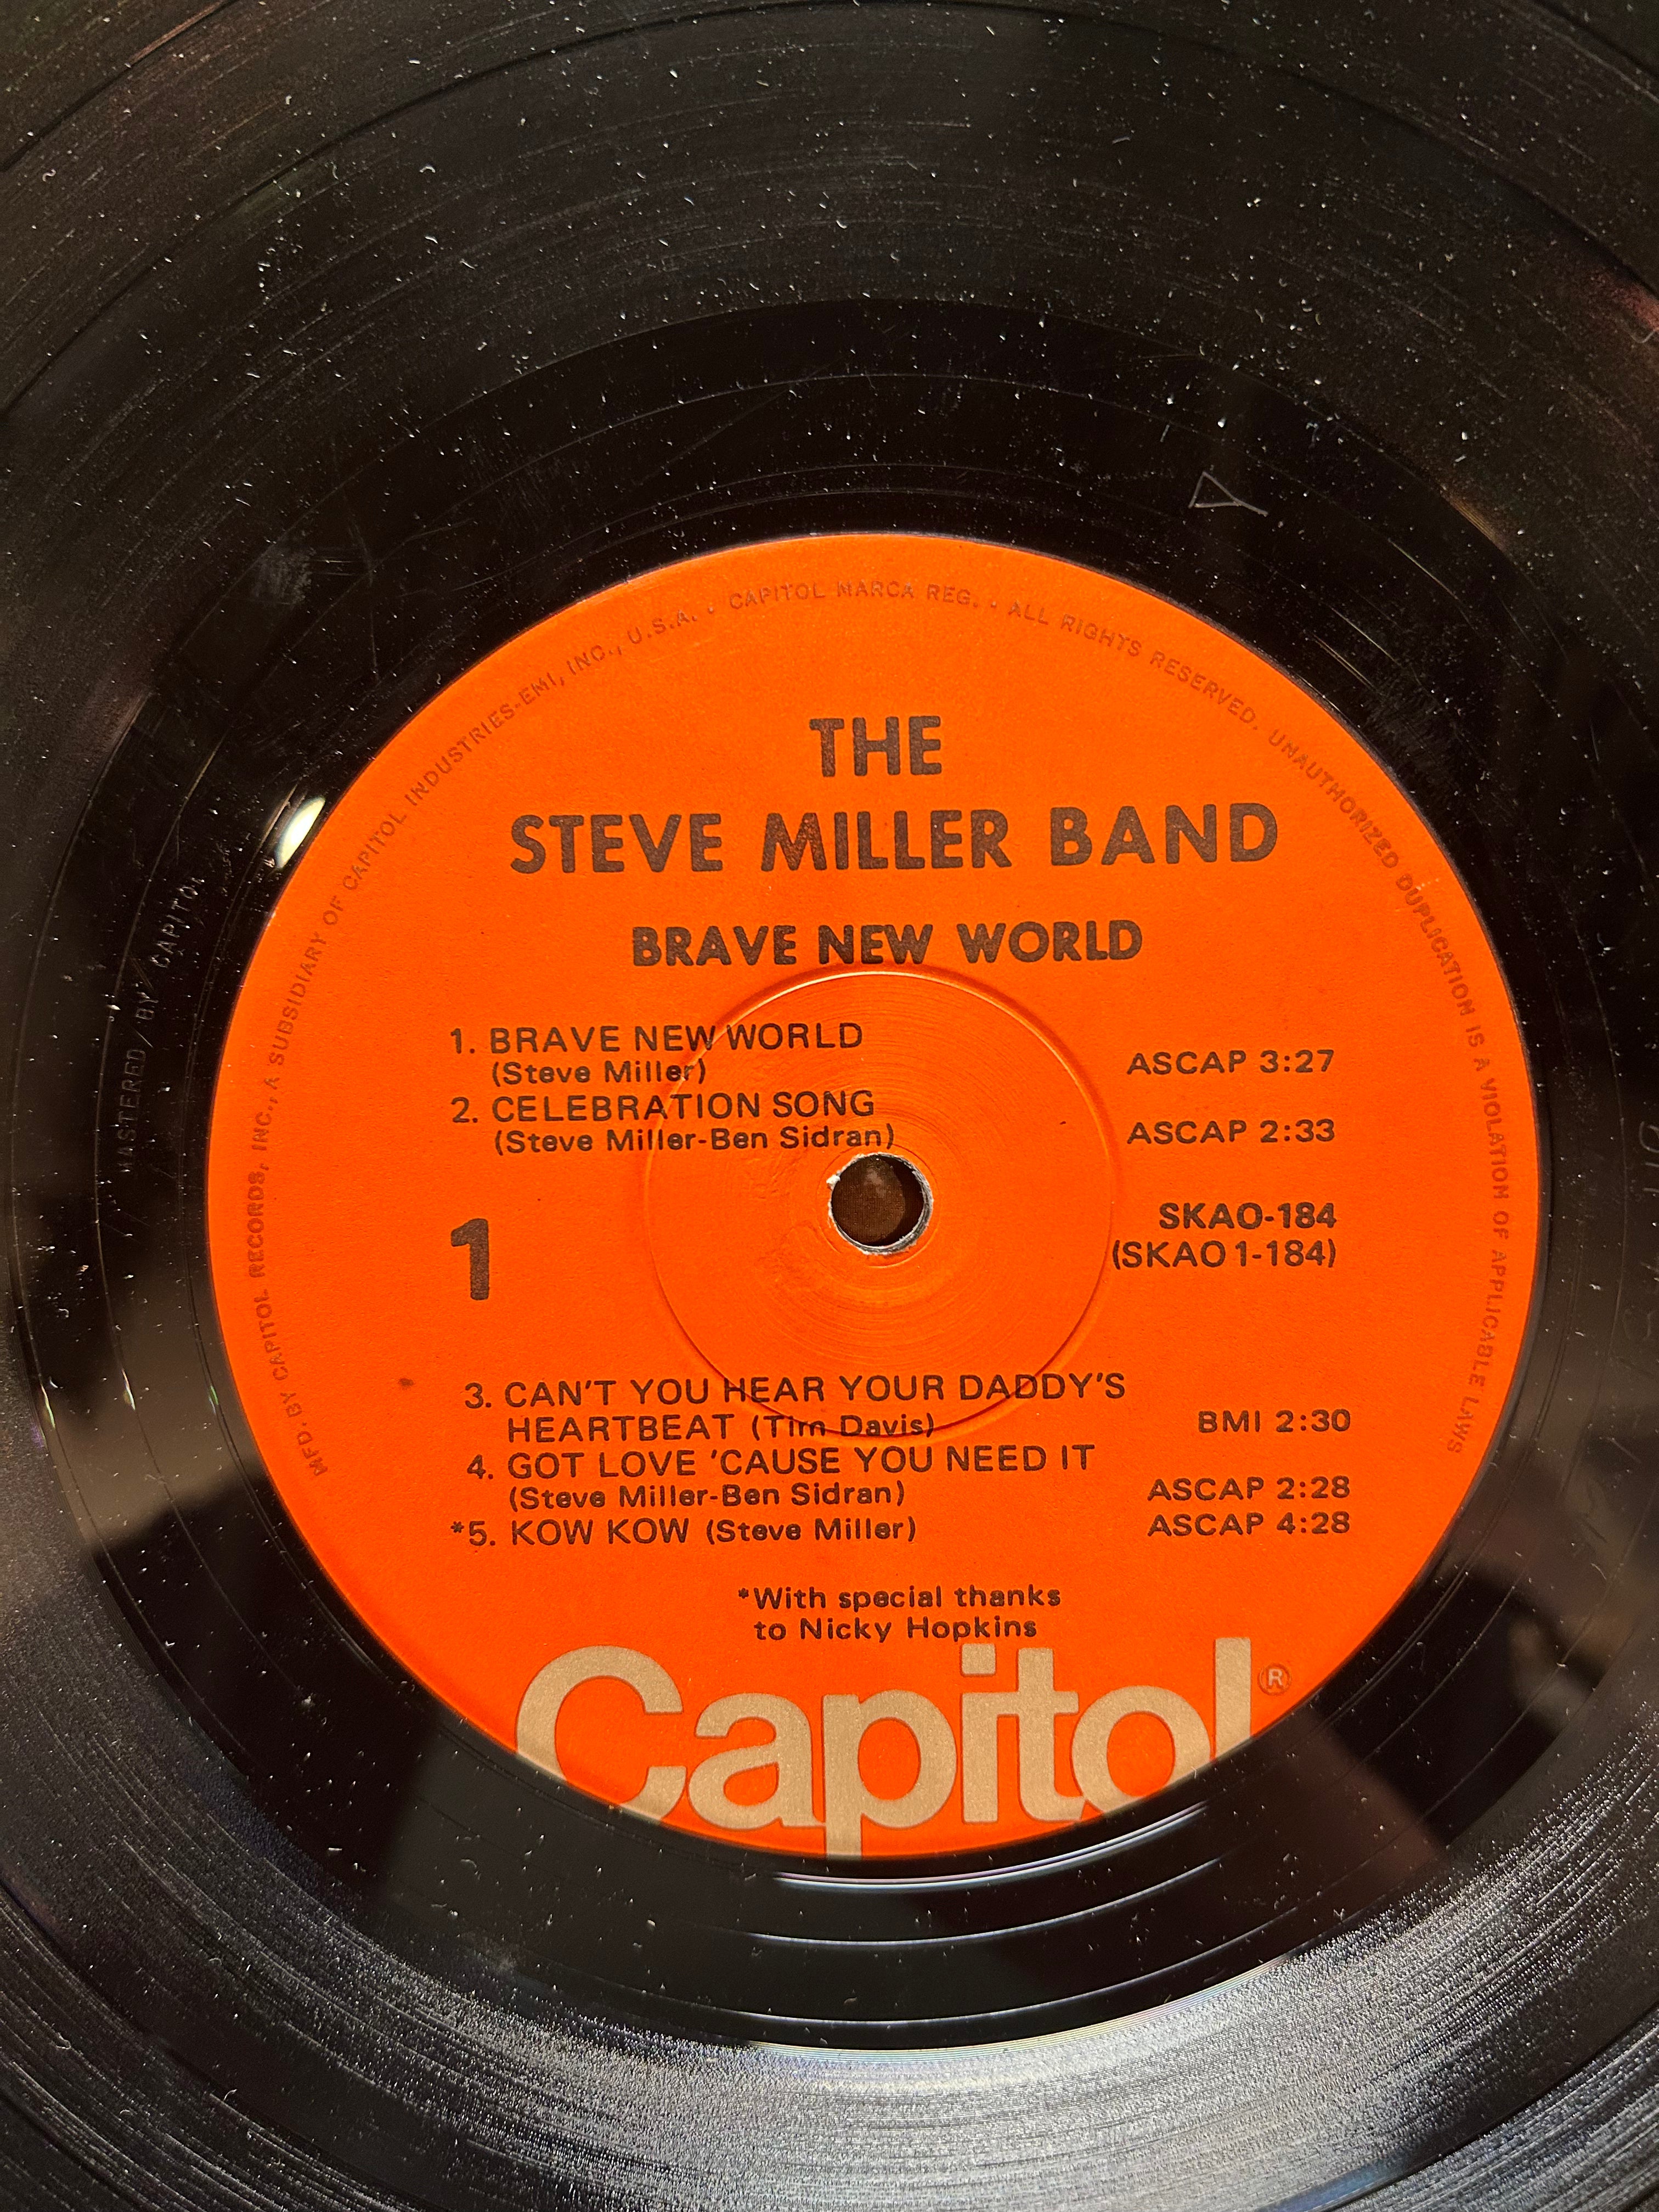 MFD. BY CAPITOL RECORDS, INC., A SUBSIDIARY OF CAPITOL INDUSTRIES-EMI, INC., U.S.A. • CAPITOL MARCA REG. • ALL RIGHTS RESERVED. UNAUTHORIZED DUPLICATION IS A VIOLATION OF APPLICABLE LAWS
THE
STEVE MILLER BAND
BRAVE NEW WORLD
1. BRAVE NEW WORLD
(Steve Miller) ASCAP 3:27
2. CELEBRATION SONG
(Steve Miller-Ben Sidran) ASCAP 2:33
1
SKAO-184
(SKAO 1-184)
3. CAN'T YOU HEAR YOUR DADDY'S
HEARTBEAT (Tim Davis) BMI 2:30
4. GOT LOVE 'CAUSE YOU NEED IT
(Steve Miller-Ben Sidran) ASCAP 2:28
*5. KOW KOW (Steve Miller) ASCAP 4:28
*With special thanks
to Nicky Hopkins
Capitol®
MASTERED BY CAPITOL